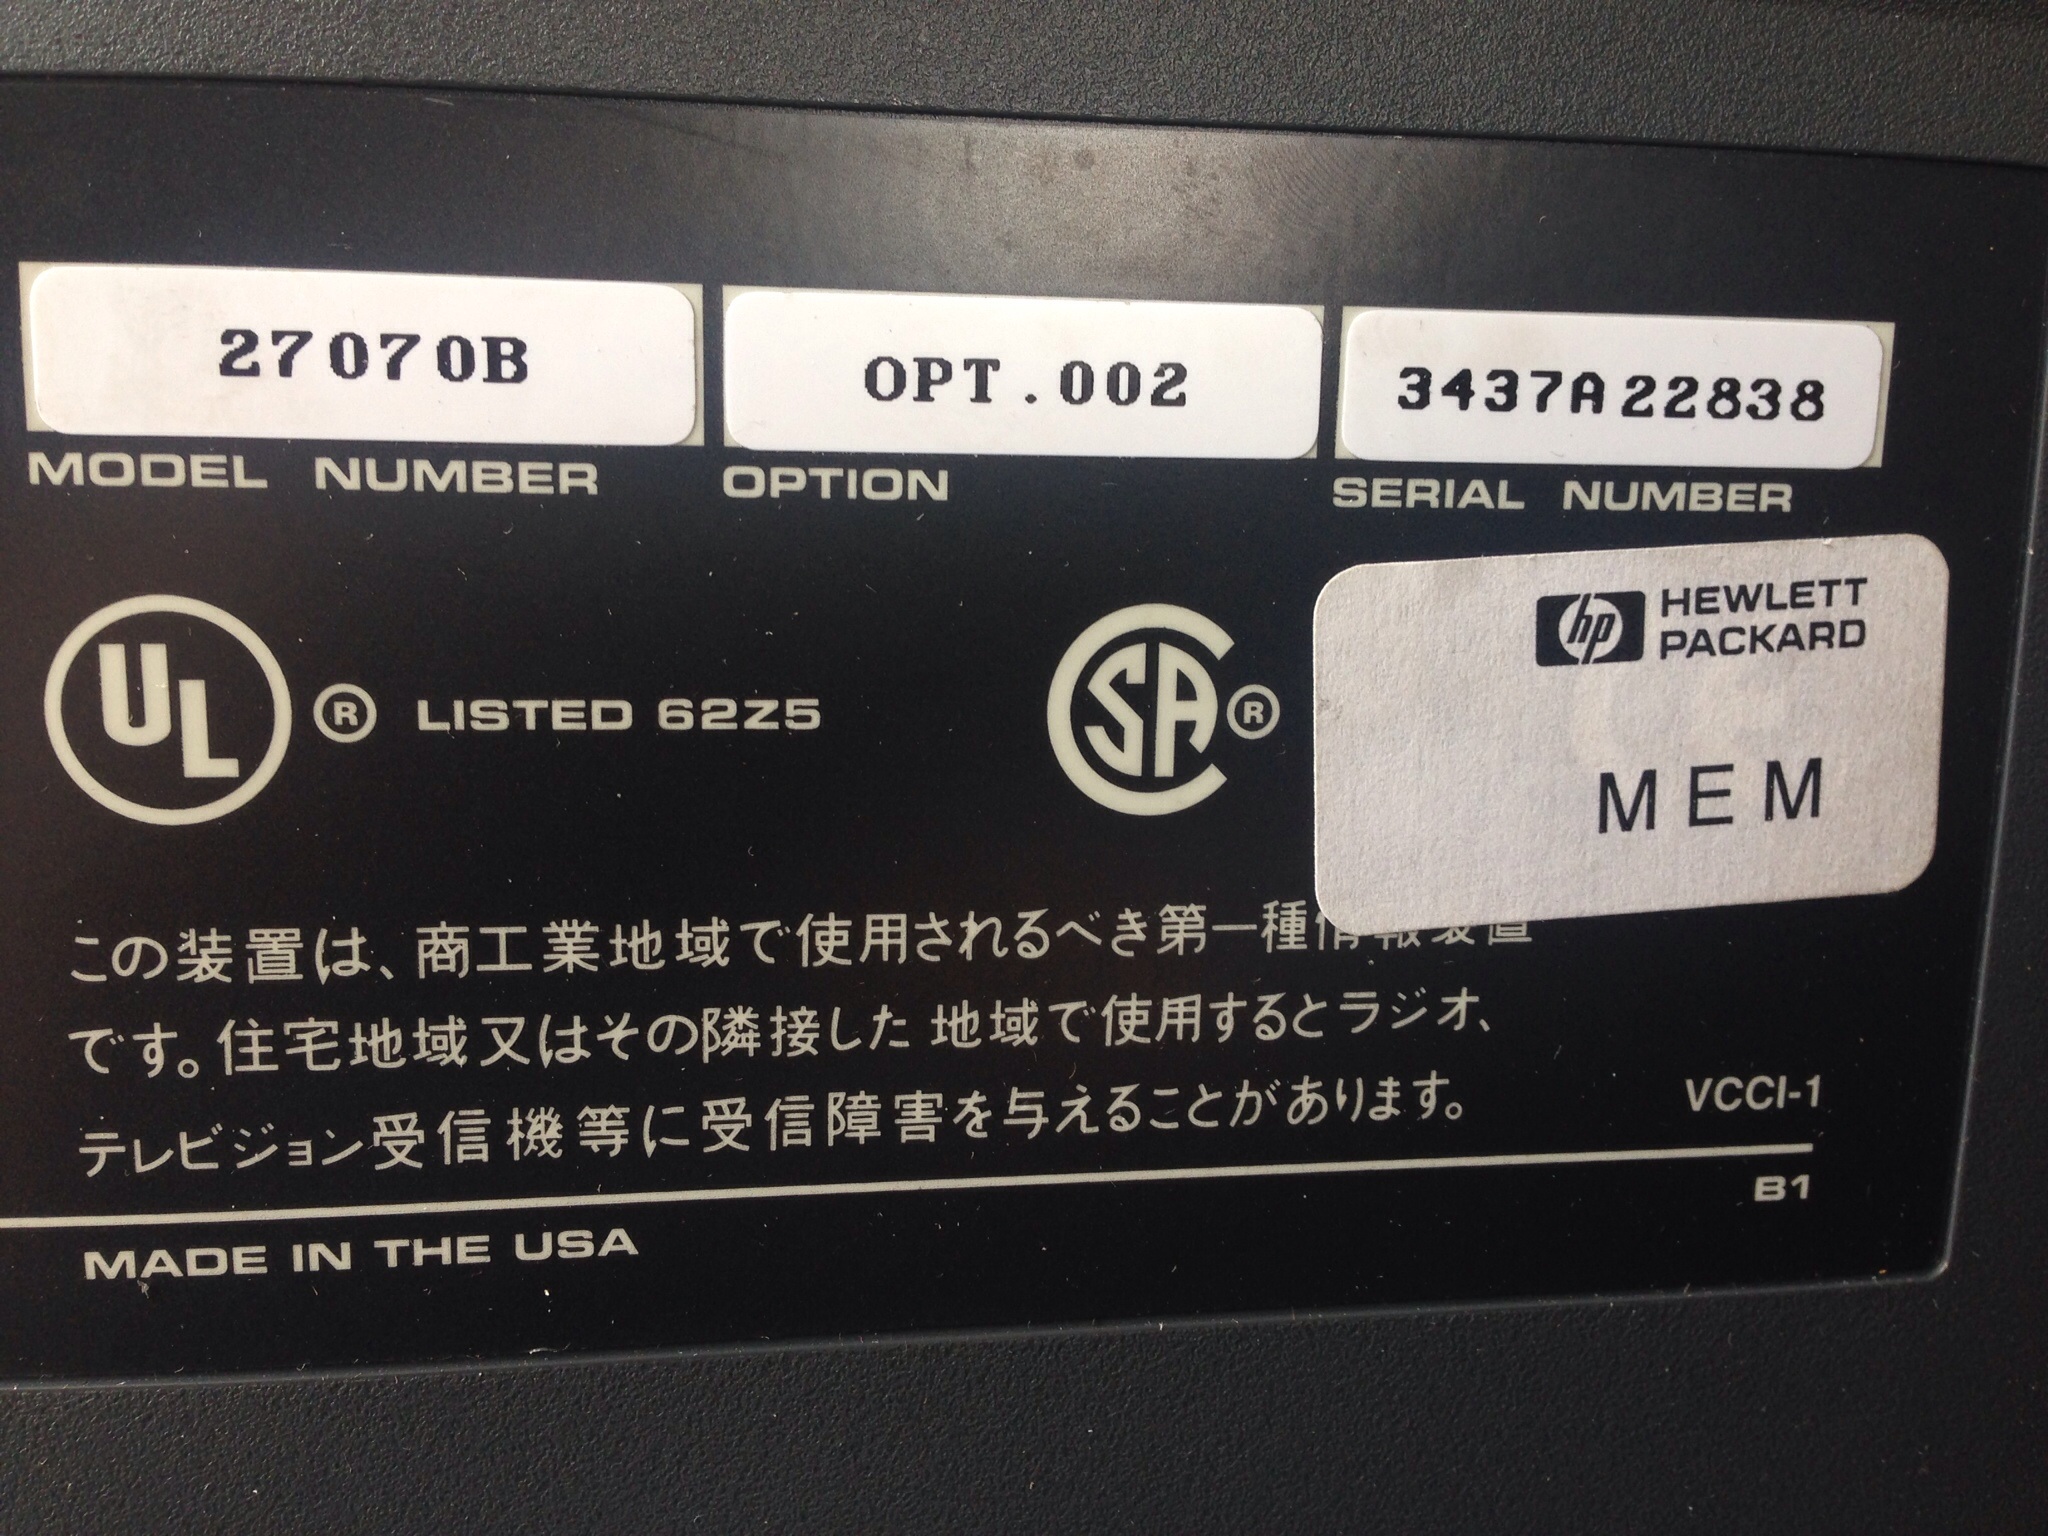 27070B
OPT.002
3437A22838
MODEL NUMBER
OPTION
SERIAL NUMBER
UL ® LISTED 62Z5
SA ®
hp HEWLETT
PACKARD
MEM
この装置は、商工業地域で使用されるべき第一種情報装置
です。住宅地域又はその隣接した地域で使用するとラジオ、
テレビジョン受信機等に受信障害を与えることがあります。
VCCI-1
B1
MADE IN THE USA